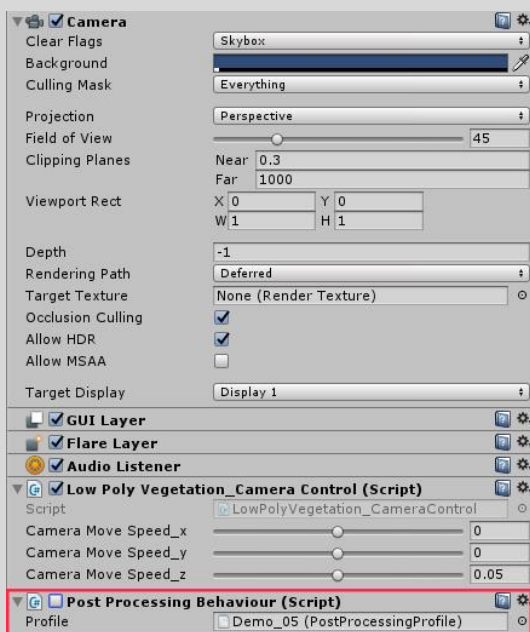 Camera
Clear Flags Skybox
Background
Culling Mask Everything
Projection Perspective
Field of View 45
Clipping Planes Near 0.3
Far 1000
Viewport Rect X 0 Y 0
W 1 H 1
Depth -1
Rendering Path Deferred
Target Texture None (Render Texture)
Occlusion Culling
Allow HDR
Allow MSAA
Target Display Display 1
GUI Layer
Flare Layer
Audio Listener
Low Poly Vegetation_Camera Control (Script)
Script LowPolyVegetation_CameraControl
Camera Move Speed_x 0
Camera Move Speed_y 0
Camera Move Speed_z 0.05
Post Processing Behaviour (Script)
Profile Demo_05 (PostProcessingProfile)